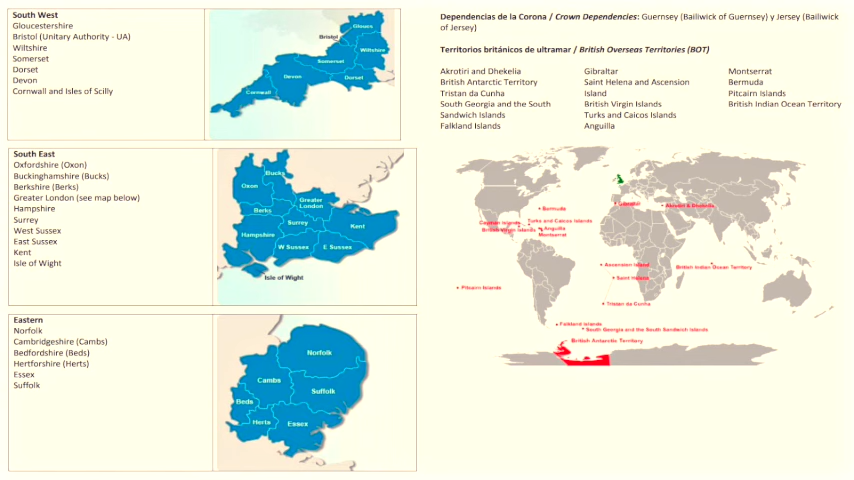 South West
Gloucestershire
Bristol (Unitary Authority - UA)
Wiltshire
Somerset
Dorset
Devon
Cornwall and Isles of Scilly
Gloues
Bristol
Wiltshire
Somerset
Devon
Dorset
Cornwall
South East
Oxfordshire (Oxon)
Buckinghamshire (Bucks)
Berkshire (Berks)
Greater London (see map below)
Hampshire
Surrey
West Sussex
East Sussex
Kent
Isle of Wight
Bucks
Oxon
Greater
London
Berks
Surrey
Kent
Hampshire
W Sussex
E Sussex
Isle of Wight
Eastern
Norfolk
Cambridgeshire (Cambs)
Bedfordshire (Beds)
Hertforshire (Herts)
Essex
Suffolk
Norfolk
Cambs
Suffolk
Beds
Herts
Essex
Dependencias de la Corona / Crown Dependencies: Guernsey (Bailiwick of Guernsey) y Jersey (Bailiwick
of Jersey)
Territorios británicos de ultramar / British Overseas Territories (BOT)
Akrotiri and Dhekelia
British Antarctic Territory
Tristan da Cunha
South Georgia and the South
Sandwich Islands
Falkland Islands
Gibraltar
Saint Helena and Ascension
Island
British Virgin Islands
Turks and Caicos Islands
Anguilla
Montserrat
Bermuda
Pitcairn Islands
British Indian Ocean Territory
Gibraltar
Akrotiri & Dhekelia
Bermuda
Cayman Islands
Turks and Caicos Islands
British Virgin Islands
Anguilla
Montserrat
Ascension Island
British Indian Ocean Territory
Saint Helena
Pitcairn Islands
Tristan da Cunha
Falkland Islands
South Georgia and the South Sandwich Islands
British Antarctic Territory